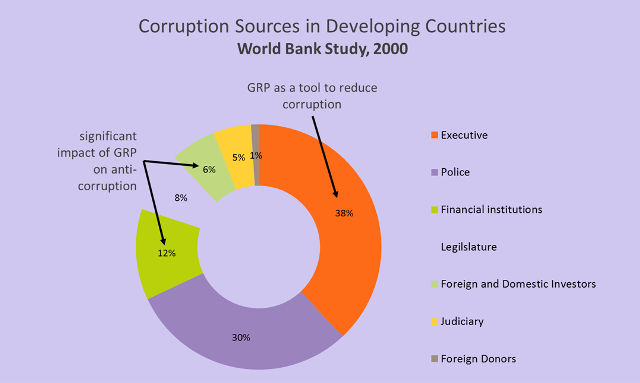 Corruption Sources in Developing Countries
World Bank Study, 2000
GRP as a tool to reduce
corruption
significant
impact of GRP
on anti-
corruption
1%
5%
6%
8%
38%
12%
30%
Executive
Police
Financial institutions
Legilslature
Foreign and Domestic Investors
Judiciary
Foreign Donors